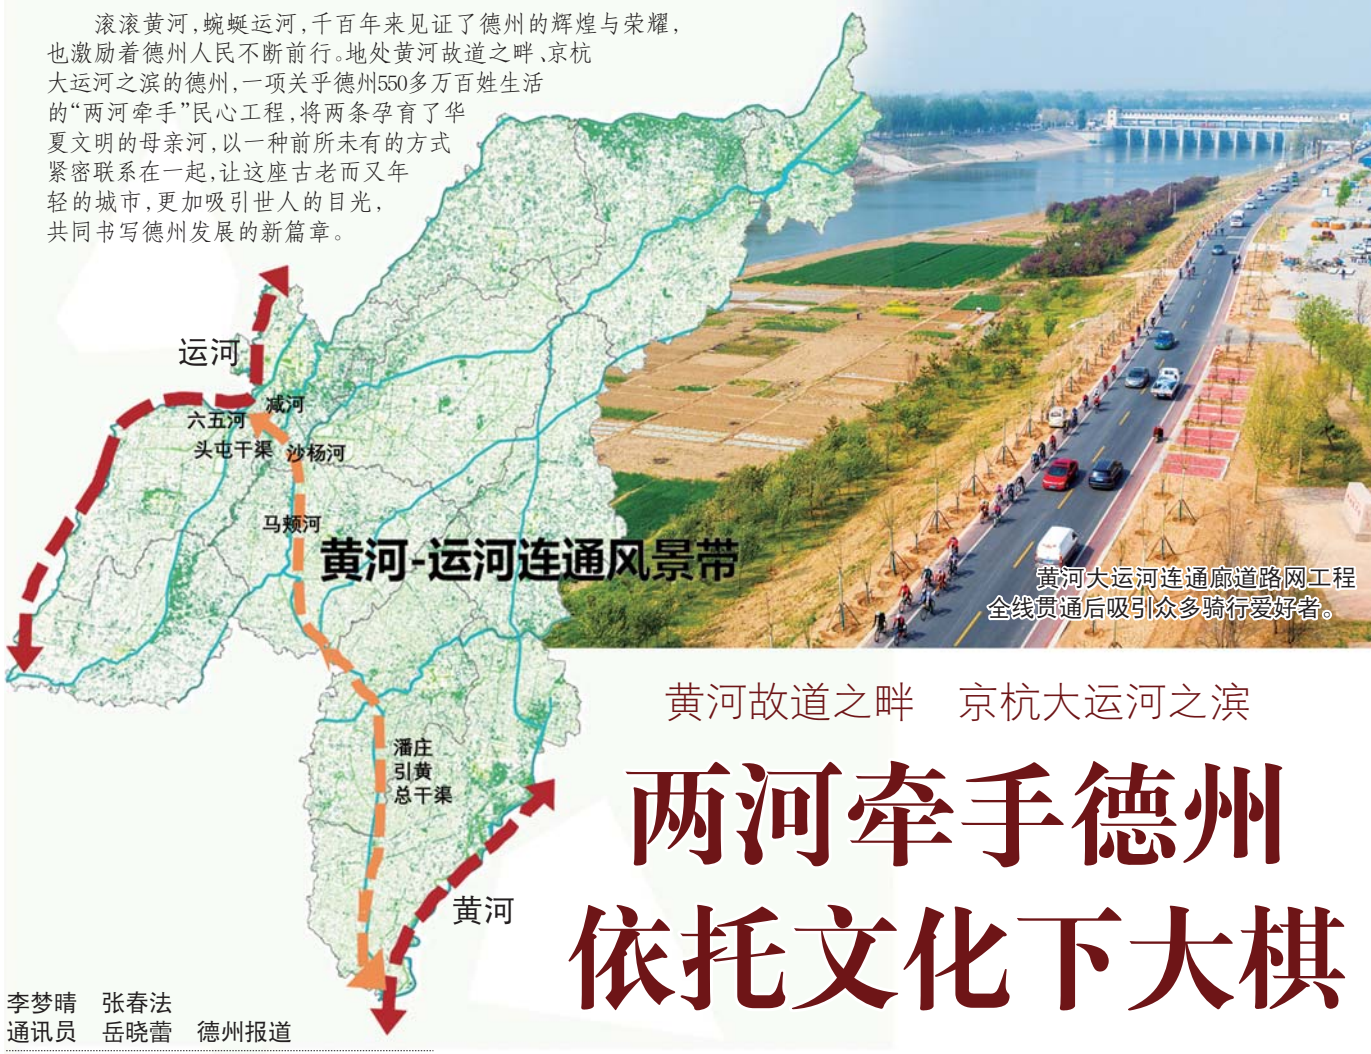 滚滚黄河，蜿蜒运河，千百年来见证了德州的辉煌与荣耀，
也激励着德州人民不断前行。地处黄河故道之畔、京杭
大运河之滨的德州，一项关乎德州550多万百姓生活
的“两河牵手”民心工程，将两条孕育了华
夏文明的母亲河，以一种前所未有的方式
紧密联系在一起，让这座古老而又年
轻的城市，更加吸引世人的目光，
共同书写德州发展的新篇章。
运河
减河
六五河
头屯干渠
沙杨河
马颊河
黄河-运河连通风景带
黄河大运河连通廊道路网工程
全线贯通后吸引众多骑行爱好者。
黄河故道之畔　京杭大运河之滨
两河牵手德州
依托文化下大棋
潘庄
引黄
总干渠
黄河
李梦晴　张春法
通讯员　岳晓蕾　德州报道